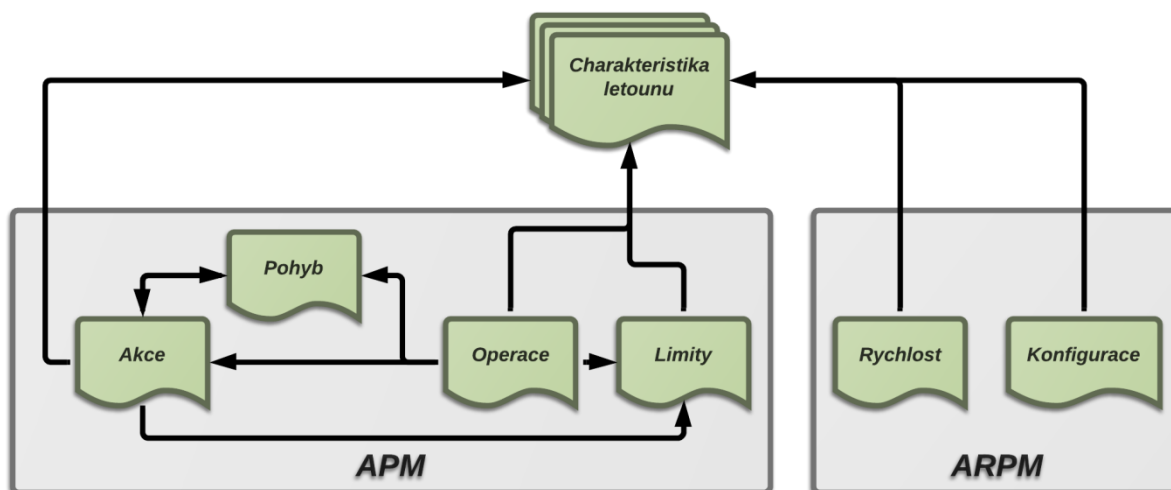 Charakteristika
letounu
Pohyb
Akce
Operace
Limity
Rychlost
Konfigurace
APM
ARPM